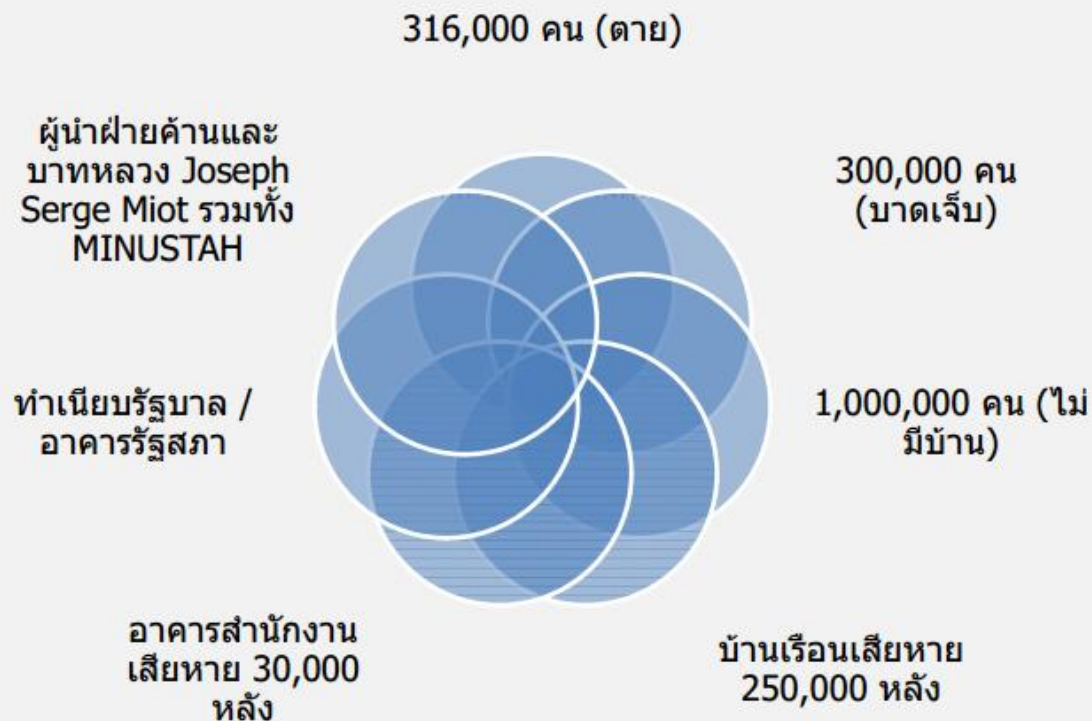 316,000 คน (ตาย)
300,000 คน
(บาดเจ็บ)
1,000,000 คน (ไม่
มีบ้าน)
บ้านเรือนเสียหาย
250,000 หลัง
อาคารสำนักงาน
เสียหาย 30,000
หลัง
ทำเนียบรัฐบาล /
อาคารรัฐสภา
ผู้นำฝ่ายค้านและ
บาทหลวง Joseph
Serge Miot รวมทั้ง
MINUSTAH